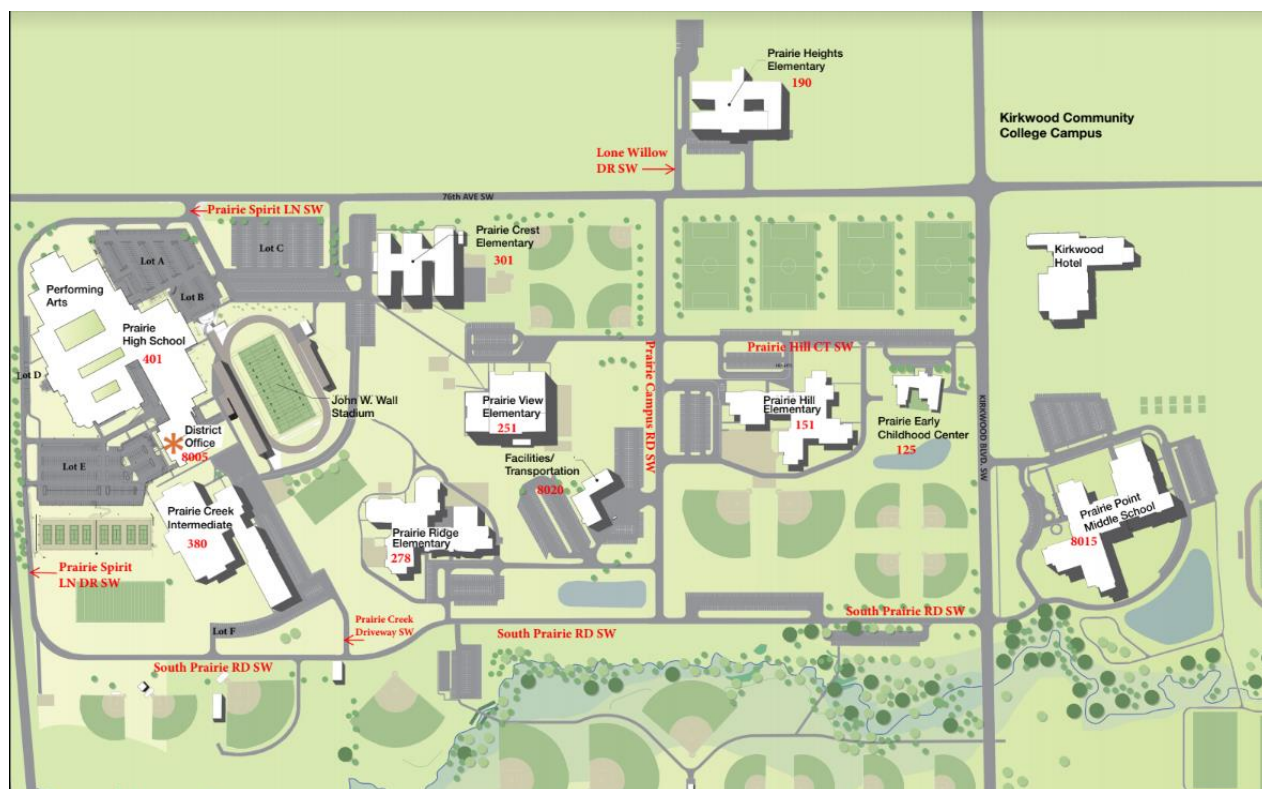 Prairie Heights
Elementary
190
Kirkwood Community
College Campus
Lone Willow
DR SW
76th AVE SW
Prairie Spirit LN SW
Prairie Crest
Elementary
301
Lot C
Lot A
Lot B
Kirkwood
Hotel
Performing
Arts
Prairie
High School
401
Lot D
Prairie Hill CT SW
Prairie Campus RD SW
John W. Wall
Stadium
Prairie View
Elementary
251
Prairie Hill
Elementary
151
KIRKWOOD BLVD. SW
Prairie Early
Childhood Center
125
District
Office
8005
Lot E
Facilities/
Transportation
8020
Prairie Creek
Intermediate
380
Prairie Ridge
Elementary
278
Prairie Point
Middle School
8015
Prairie Spirit
LN DR SW
Prairie Creek
Driveway SW
Lot F
South Prairie RD SW
South Prairie RD SW
South Prairie RD SW